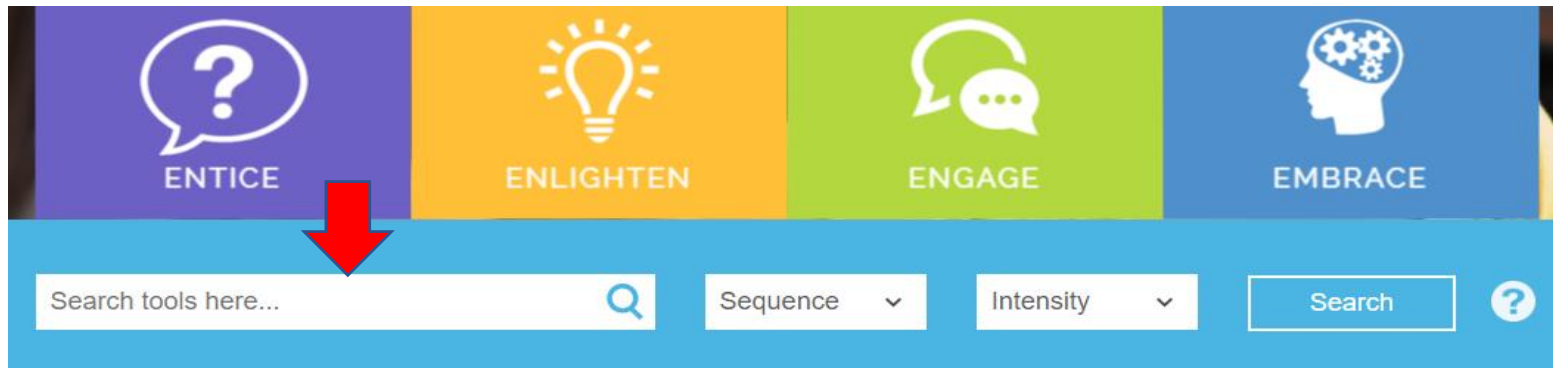 ENTICE ENLIGHTEN ENGAGE EMBRACE
Search tools here... Sequence Intensity Search ?